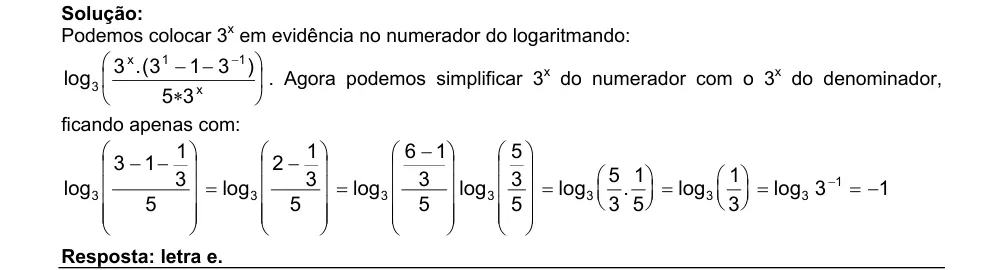 Solução:
Podemos colocar 3ˣ em evidência no numerador do logaritmando:
log₃((3ˣ.(3¹ − 1 − 3⁻¹))/(5∗3ˣ)). Agora podemos simplificar 3ˣ do numerador com o 3ˣ do denominador,
ficando apenas com:
log₃((3 − 1 − 1/3)/5) = log₃((2 − 1/3)/5) = log₃(((6 − 1)/3)/5) log₃((5/3)/5) = log₃(5/3 . 1/5) = log₃(1/3) = log₃ 3⁻¹ = −1
Resposta: letra e.